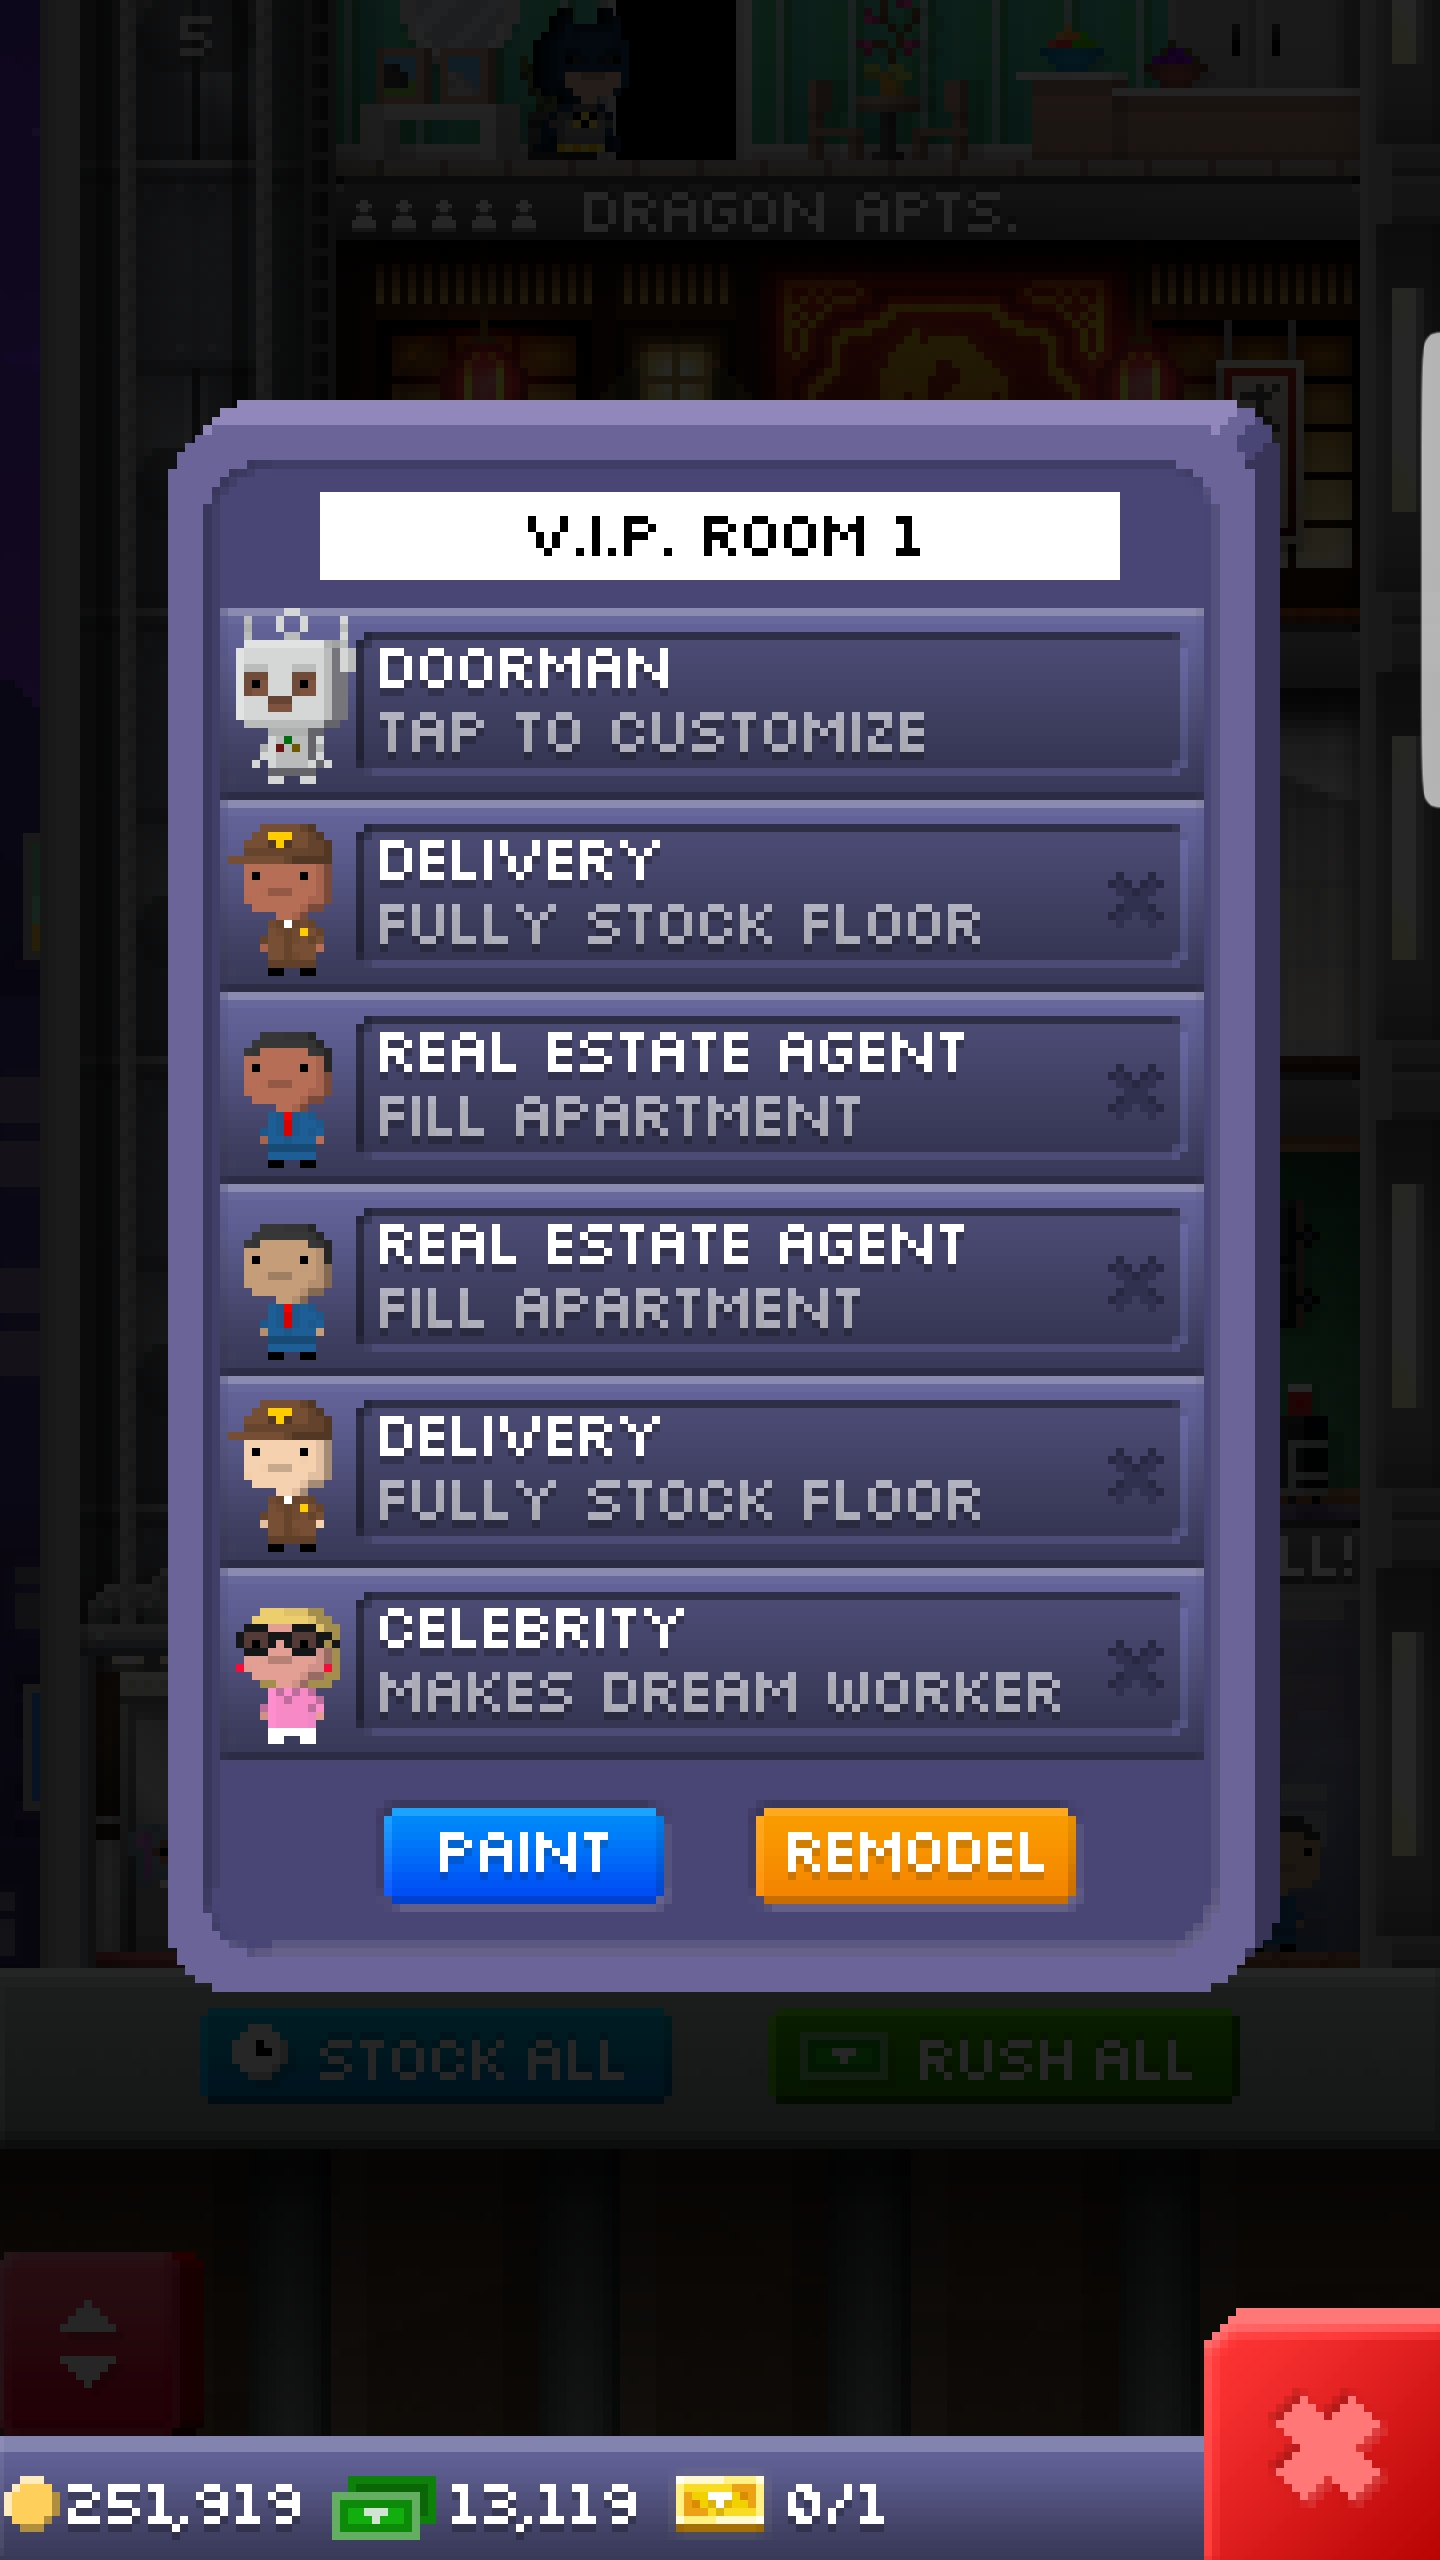 5
DRAGON APTS.
V.I.P. ROOM 1
DOORMAN
TAP TO CUSTOMIZE
DELIVERY
FULLY STOCK FLOOR
REAL ESTATE AGENT
FILL APARTMENT
REAL ESTATE AGENT
FILL APARTMENT
DELIVERY
FULLY STOCK FLOOR
CELEBRITY
MAKES DREAM WORKER
LL!
PAINT REMODEL
STOCK ALL RUSH ALL
251,919 13,119 0/1